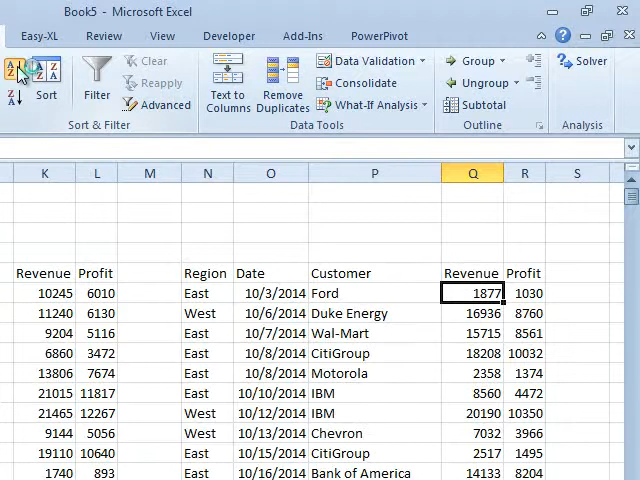 Book5 - Microsoft Excel
Easy-XL Review View Developer Add-Ins PowerPivot
Sort
Filter
Clear
Reapply
Advanced
Sort & Filter
Text to Columns
Remove Duplicates
Data Validation
Consolidate
What-If Analysis
Data Tools
Group
Ungroup
Subtotal
Outline
Solver
Analysis
K L M N O P Q R S
Revenue Profit Region Date Customer Revenue Profit
10245 6010 East 10/3/2014 Ford 1877 1030
11240 6130 West 10/6/2014 Duke Energy 16936 8760
9204 5116 East 10/7/2014 Wal-Mart 15715 8561
6860 3472 East 10/8/2014 CitiGroup 18208 10032
13806 7674 East 10/8/2014 Motorola 2358 1374
21015 11817 East 10/10/2014 IBM 8560 4472
21465 12267 West 10/12/2014 IBM 20190 10350
9144 5056 West 10/13/2014 Chevron 7032 3966
19110 10640 East 10/15/2014 CitiGroup 2517 1495
1740 893 East 10/16/2014 Bank of America 14133 8204